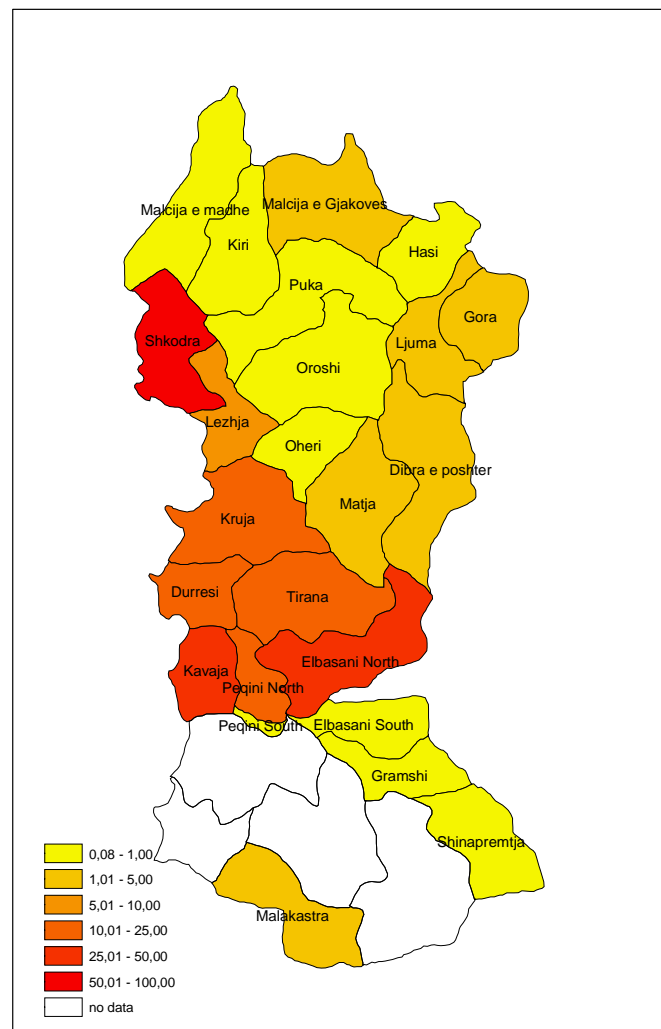 Malcija e madhe
Malcija e Gjakoves
Kiri
Hasi
Puka
Gora
Shkodra
Ljuma
Oroshi
Lezhja
Oheri
Dibra e poshter
Matja
Kruja
Durresi
Tirana
Elbasani North
Kavaja
Peqini North
Peqini South
Elbasani South
Gramshi
Shinapremtja
Malakastra
0,08 - 1,00
1,01 - 5,00
5,01 - 10,00
10,01 - 25,00
25,01 - 50,00
50,01 - 100,00
no data